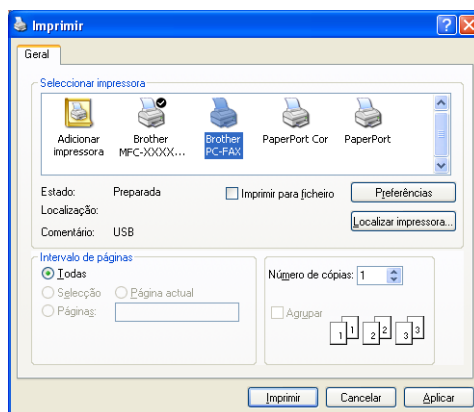 Imprimir
Geral
Seleccionar impressora
Adicionar impressora
Brother MFC-XXXX...
Brother PC-FAX
PaperPort Cor
PaperPort
Estado: Preparada
Imprimir para ficheiro
Preferências
Localização:
Localizar impressora...
Comentário: USB
Intervalo de páginas
Todas
Selecção
Página actual
Páginas:
Número de cópias: 1
Agrupar
1 1 2 2 3 3
Imprimir
Cancelar
Aplicar